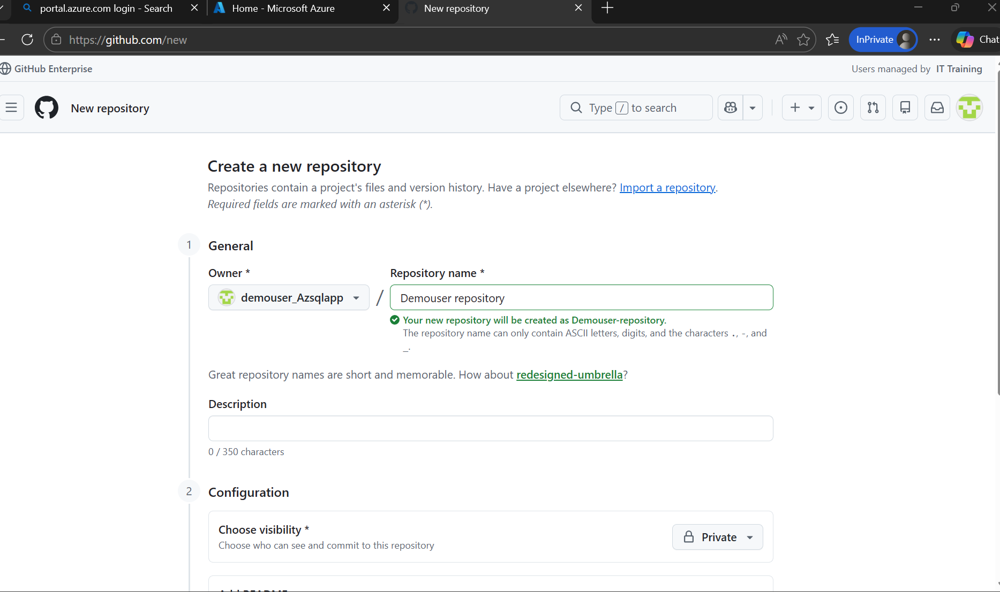 portal.azure.com login - Search
Home - Microsoft Azure
New repository
https://github.com/new
InPrivate
Chat
GitHub Enterprise
Users managed by IT Training
New repository
Type / to search
Create a new repository
Repositories contain a project's files and version history. Have a project elsewhere? Import a repository.
Required fields are marked with an asterisk (*).
1 General
Owner *
Repository name *
demouser_Azsqlapp / Demouser repository
Your new repository will be created as Demouser-repository.
The repository name can only contain ASCII letters, digits, and the characters ., -, and
_.
Great repository names are short and memorable. How about redesigned-umbrella?
Description
0 / 350 characters
2 Configuration
Choose visibility *
Choose who can see and commit to this repository
Private